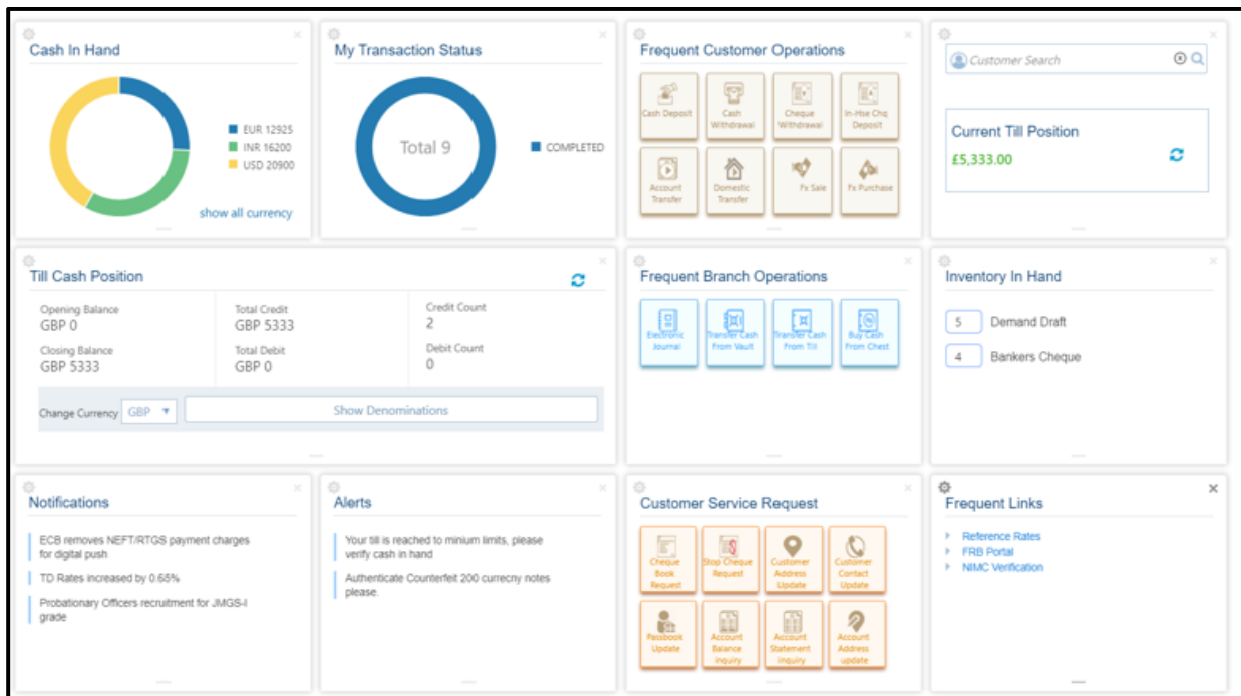 Cash In Hand
EUR 12925
INR 16200
USD 20900
show all currency
My Transaction Status
Total 9
COMPLETED
Frequent Customer Operations
Cash Deposit
Cash
Withdrawal
Cheque
Withdrawal
In-Hse Chq
Deposit
Account
Transfer
Domestic
Transfer
Fx Sale
Fx Purchase
Customer Search
Current Till Position
£5,333.00
Till Cash Position
Opening Balance
GBP 0
Total Credit
GBP 5333
Credit Count
2
Closing Balance
GBP 5333
Total Debit
GBP 0
Debit Count
0
Change Currency
GBP
Show Denominations
Frequent Branch Operations
Electronic
Journal
Transfer Cash
From Vault
Transfer Cash
From Till
Buy Cash
From Chest
Inventory In Hand
5 Demand Draft
4 Bankers Cheque
Notifications
ECB removes NEFT/RTGS payment charges
for digital push
TD Rates increased by 0.65%
Probationary Officers recruitment for JMGS-I
grade
Alerts
Your till is reached to minium limits, please
verify cash in hand
Authenticate Counterfeit 200 currecny notes
please.
Customer Service Request
Cheque
Book
Request
Stop Cheque
Request
Customer
Address
Update
Customer
Contact
Update
Passbook
Update
Account
Balance
inquiry
Account
Statement
inquiry
Account
Address
update
Frequent Links
Reference Rates
FRB Portal
NIMC Verification